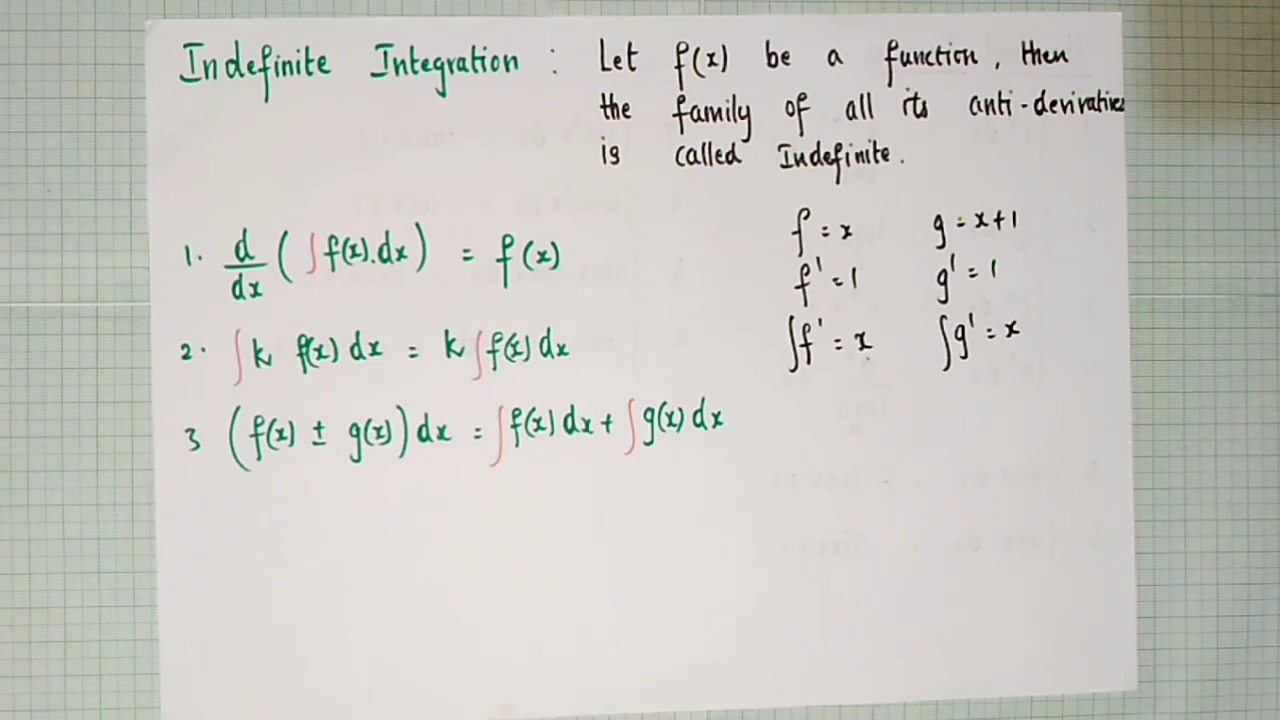 Indefinite Integration : Let f(x) be a function, then
the family of all its anti-derivatives
is called Indefinite.
f = x g = x+1
1. d/dx ( ∫ f(x).dx ) = f(x)
f' = 1 g' = 1
2. ∫ k f(x) dx = k ∫ f(x) dx
∫f' = x ∫g' = x
3 (f(x) ± g(x)) dx = ∫ f(x) dx + ∫ g(x) dx